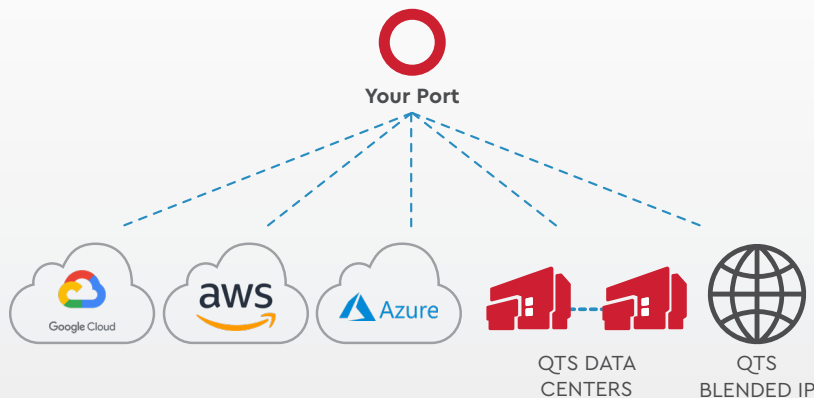 Your Port
Google Cloud
aws
Azure
QTS DATA
CENTERS
QTS
BLENDED IP